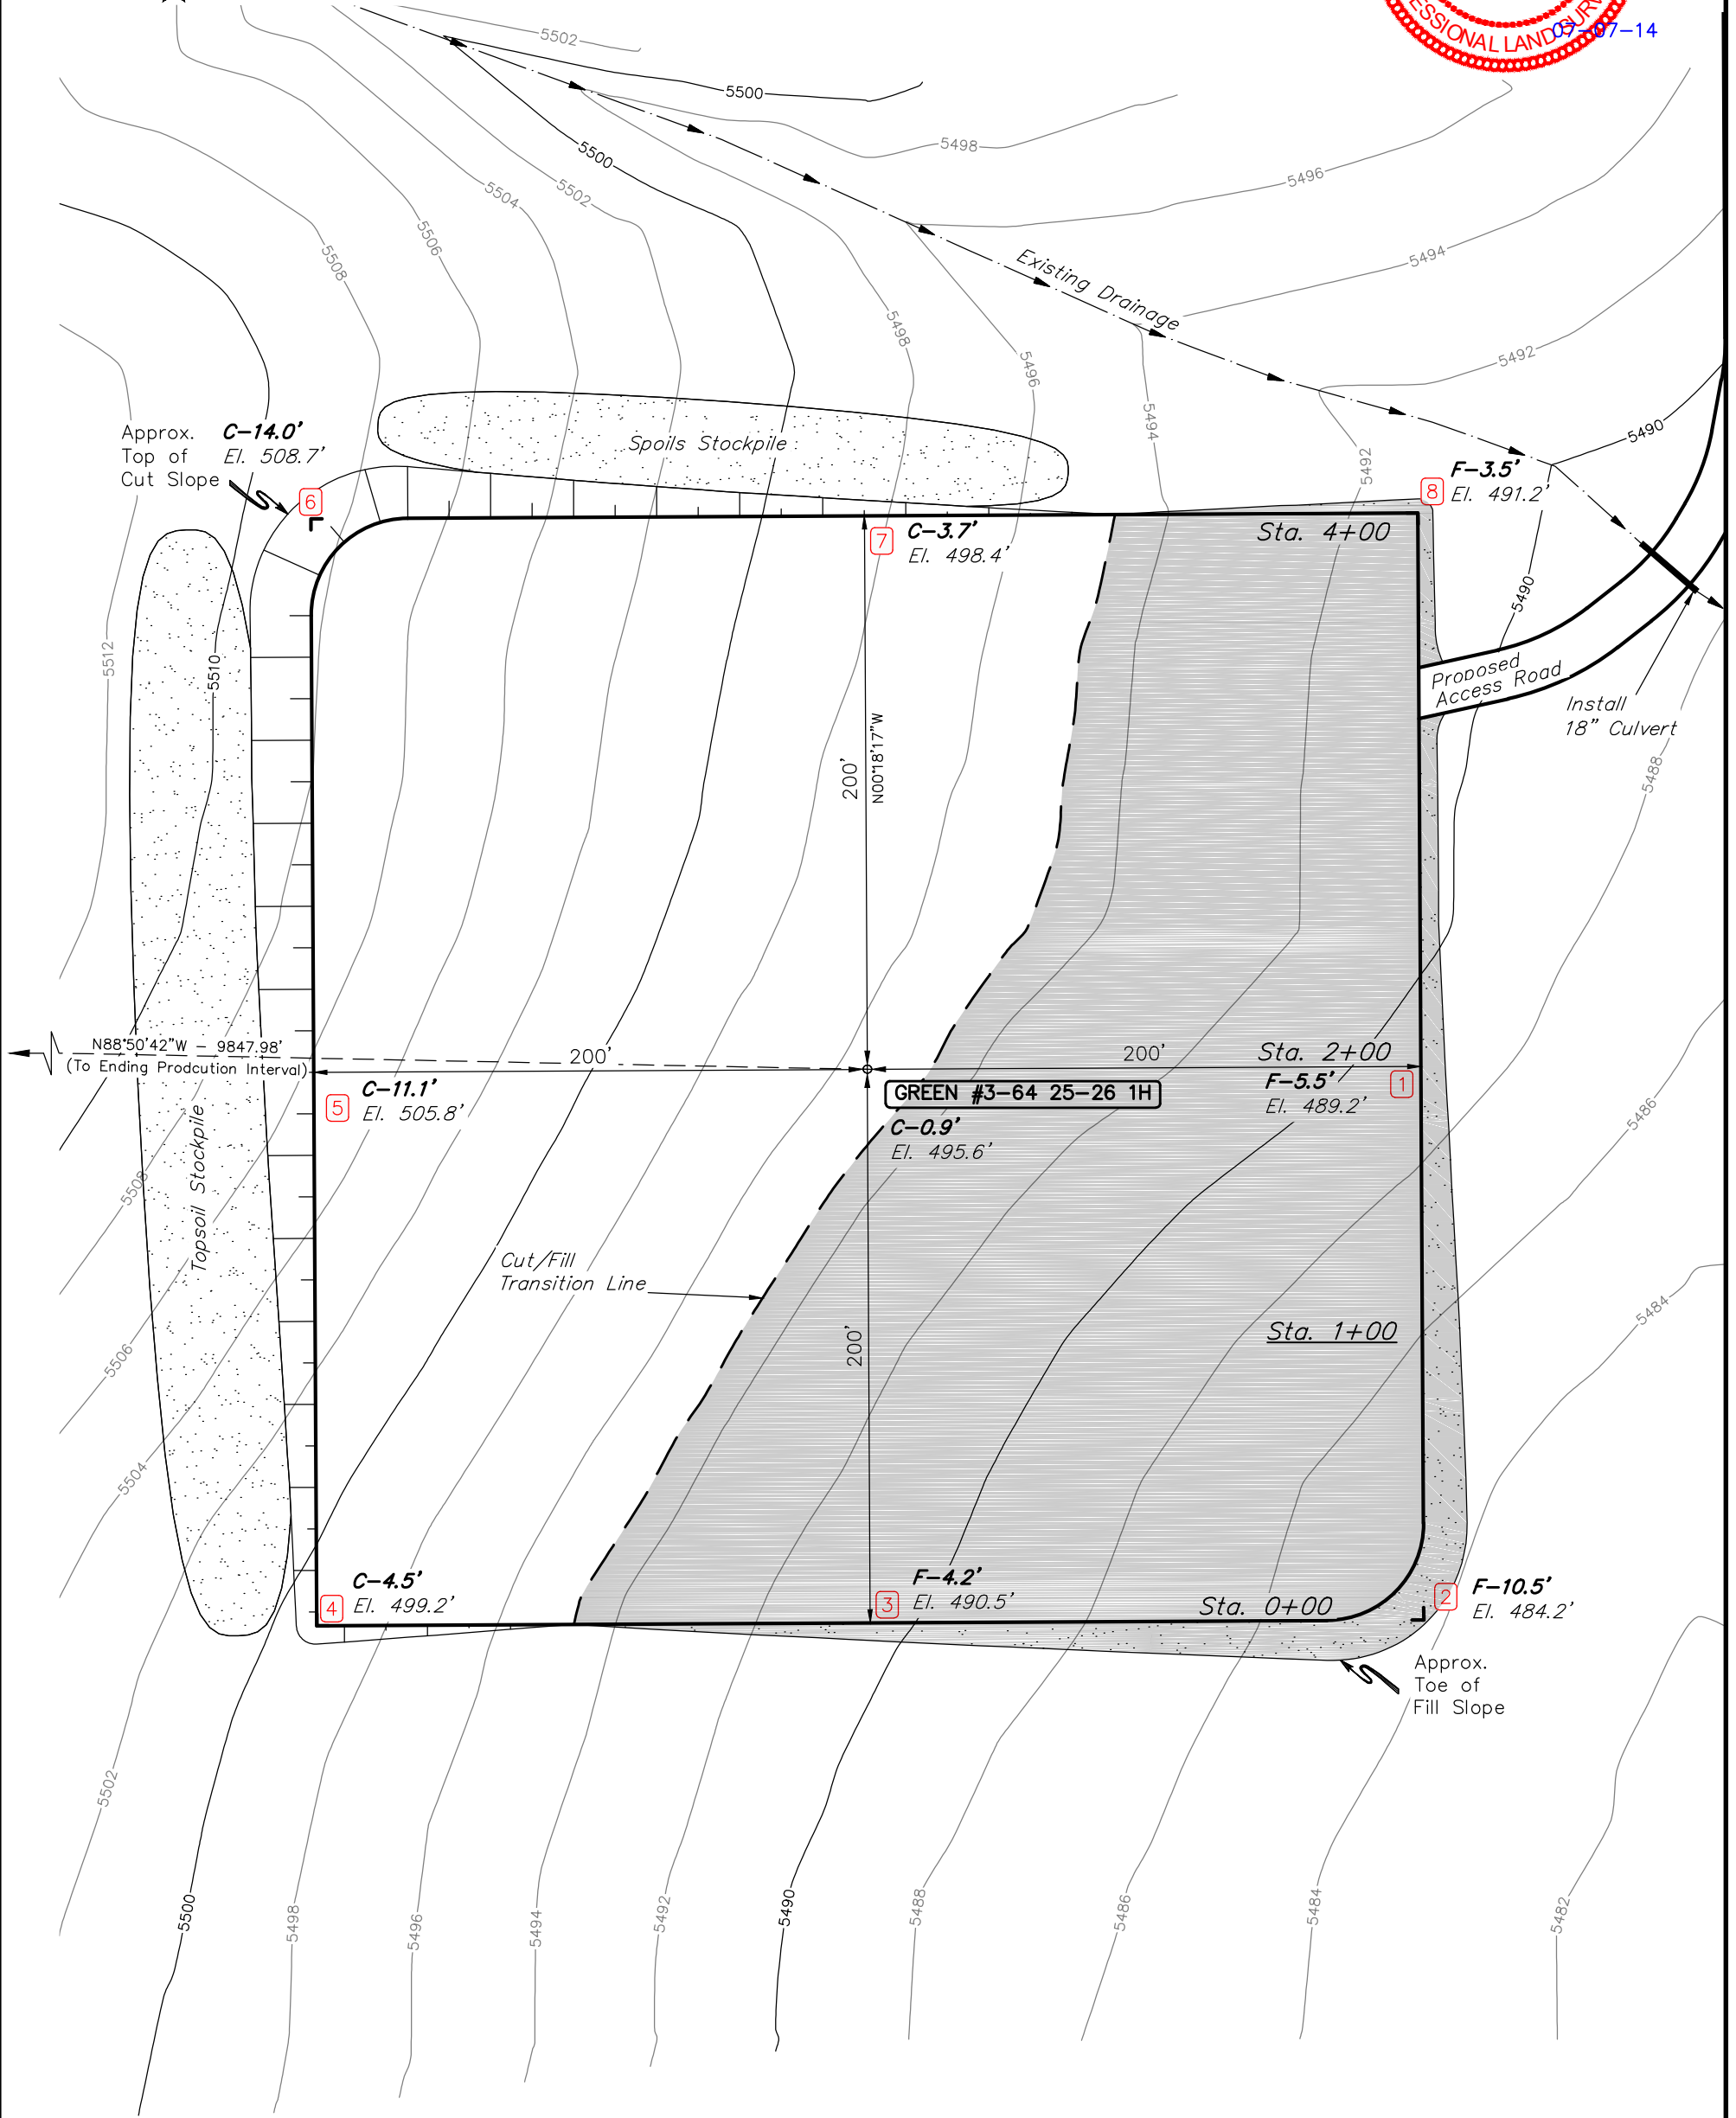 ESSIONAL LAND SURV
07-07-14
5502
5500
5498
5500
5502
5504
5506
5508
5496
5494
Existing Drainage
5498
5496
5492
5494
5492
5490
Approx.
Top of
Cut Slope
C-14.0'
El. 508.7'
6
Spoils Stockpile
8
F-3.5'
El. 491.2'
7
C-3.7'
El. 498.4'
Sta. 4+00
5490
5512
5510
Proposed
Access Road
Install
18" Culvert
200'
N00°18'17"W
5488
N88°50'42"W - 9847.98'
(To Ending Prodcution Interval)
200'
200'
Sta. 2+00
GREEN #3-64 25-26 1H
F-5.5'
El. 489.2'
1
5
C-11.1'
El. 505.8'
C-0.9'
El. 495.6'
5486
5508
Topsoil Stockpile
Cut/Fill
Transition Line
200'
Sta. 1+00
5484
5506
5504
4
C-4.5'
El. 499.2'
3
F-4.2'
El. 490.5'
Sta. 0+00
2
F-10.5'
El. 484.2'
Approx.
Toe of
Fill Slope
5502
5500
5498
5496
5494
5492
5490
5488
5486
5484
5482